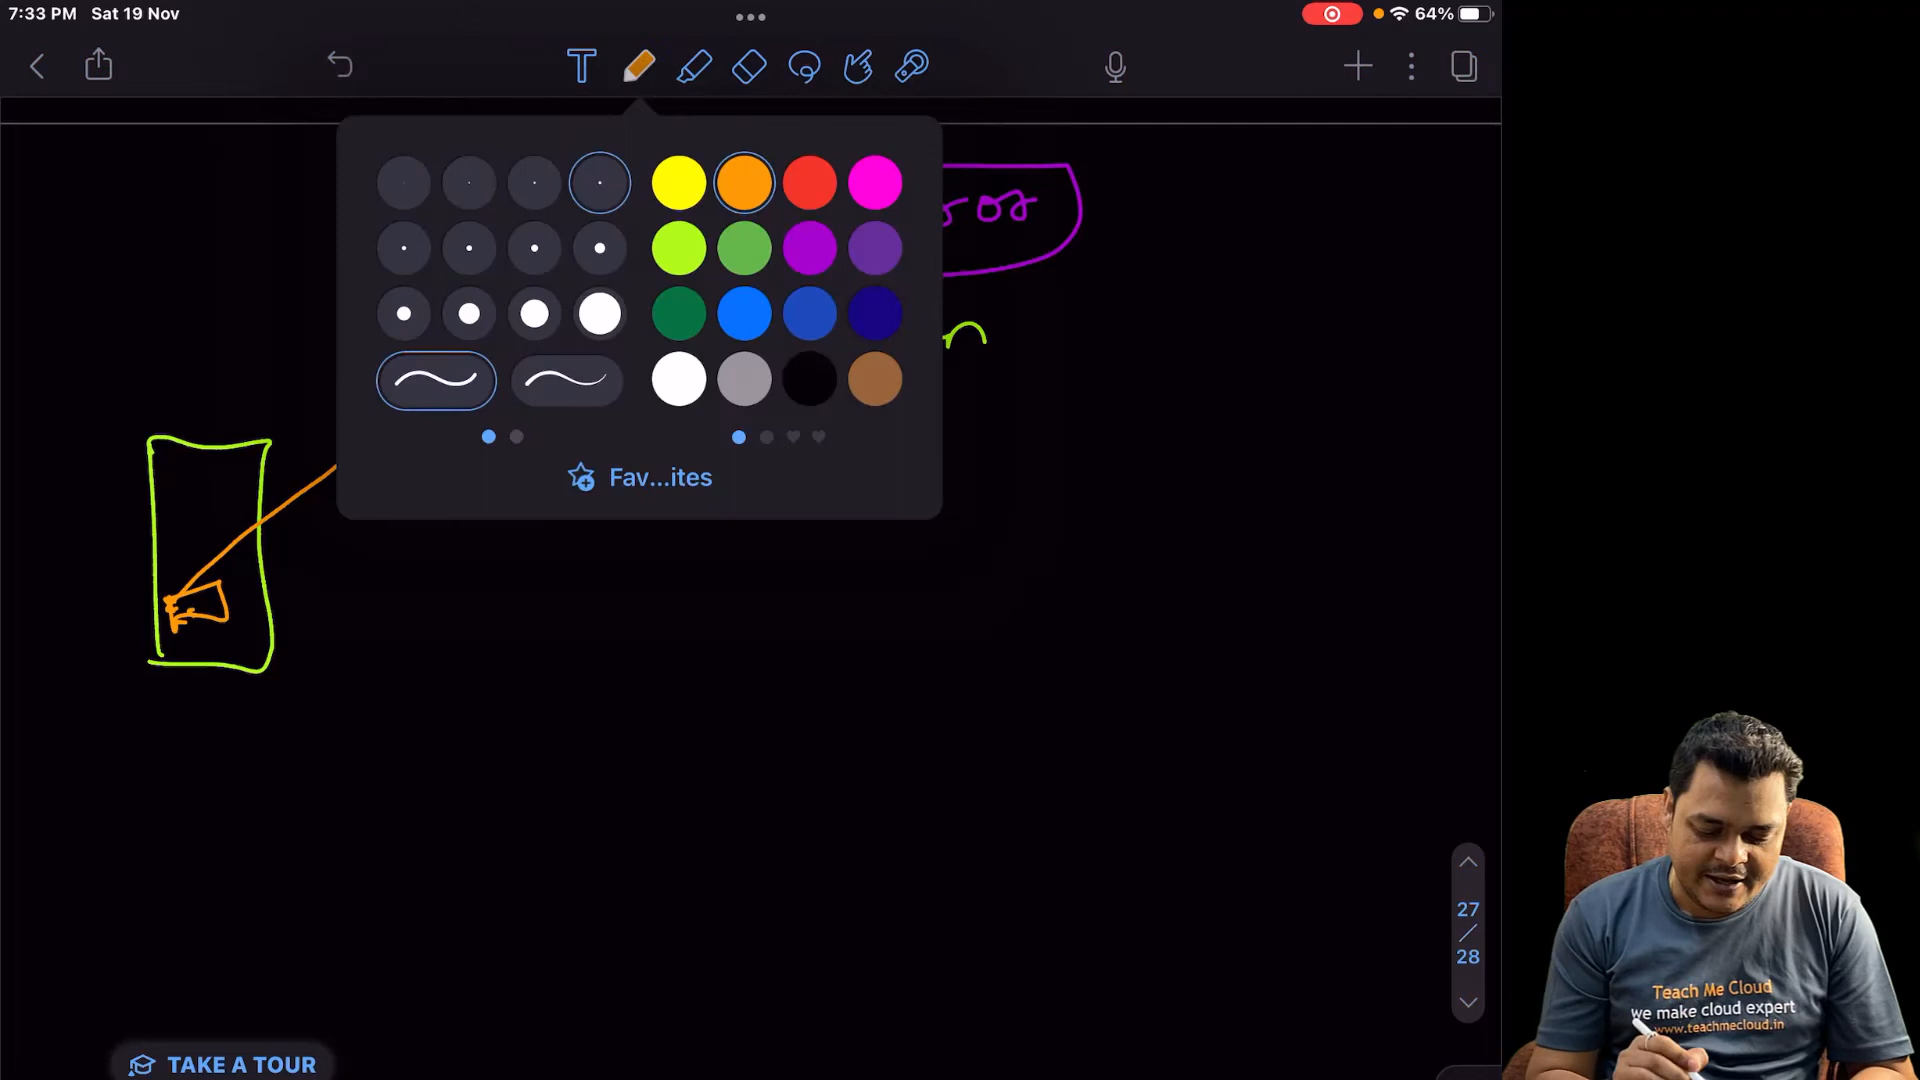 7:33 PM Sat 19 Nov
64%
T
Fav...ites
27
/
28
TAKE A TOUR
Teach Me Cloud
we make cloud expert
www.teachmecloud.in